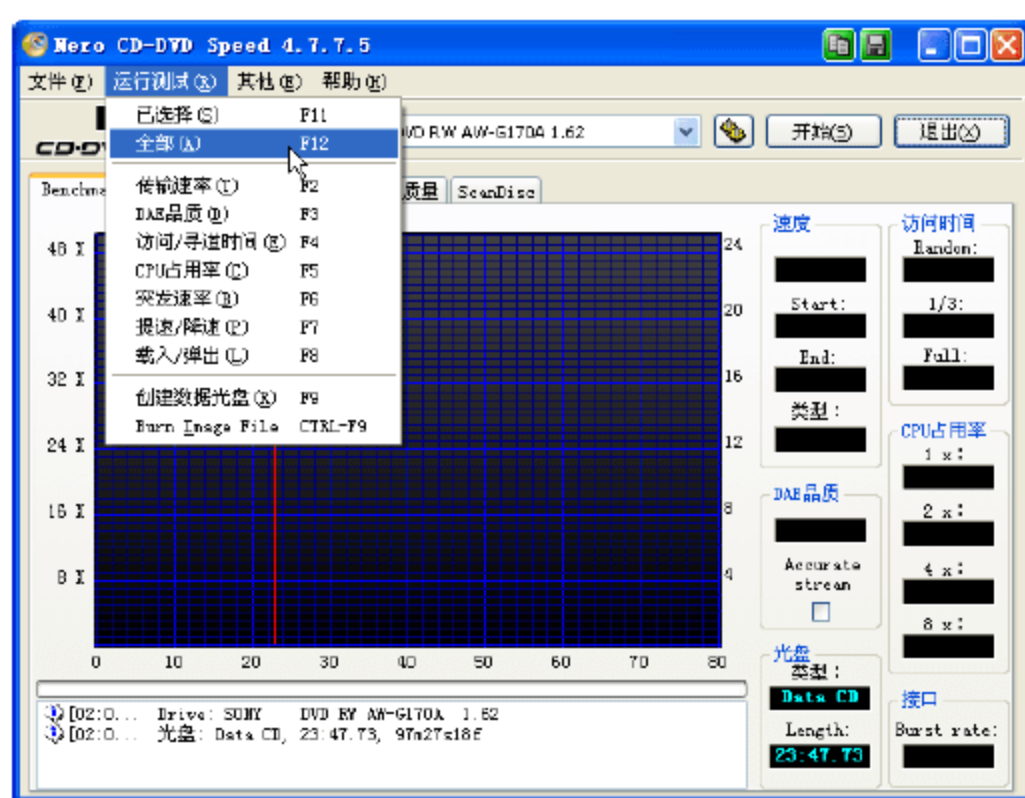 Nero CD-DVD Speed 4.7.7.5
文件(F) 运行测试(R) 其他(E) 帮助(H)
已选择(S) F11
全部(A) F12
传输速率(T) F2
DAE品质(D) F3
访问/寻道时间(E) F4
CPU占用率(C) F5
突发速率(B) F6
提速/降速(P) F7
载入/弹出(L) F8
创建数据光盘(R) F9
Burn Image File CTRL-F9
DVD RW AW-G170A 1.62
开始(S)
退出(X)
质量 ScanDisc
48 X
40 X
32 X
24 X
16 X
8 X
24
20
16
12
8
4
0 10 20 30 40 50 60 70 80
速度
Start:
End:
类型:
访问时间
Random:
1/3:
Full:
CPU占用率
1 x:
2 x:
4 x:
8 x:
DAE品质
Accurate
stream
光盘
类型:
Data CD
Length:
23:47.73
接口
Burst rate:
[02:0... Drive: SONY DVD RW AW-G170A 1.62
[02:0... 光盘: Data CD, 23:47.73, 97m27s18f